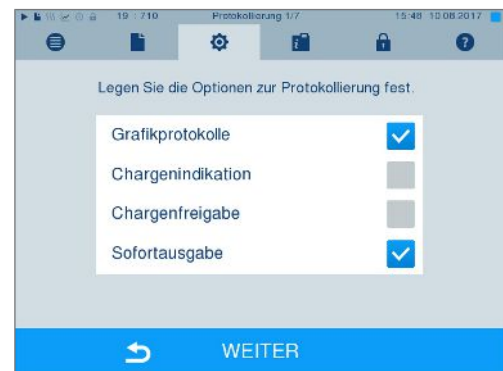 19 : 710 Protokollierung 1/7 15:48 10.08.2017
Legen Sie die Optionen zur Protokollierung fest.
Grafikprotokolle
Chargenindikation
Chargenfreigabe
Sofortausgabe
WEITER